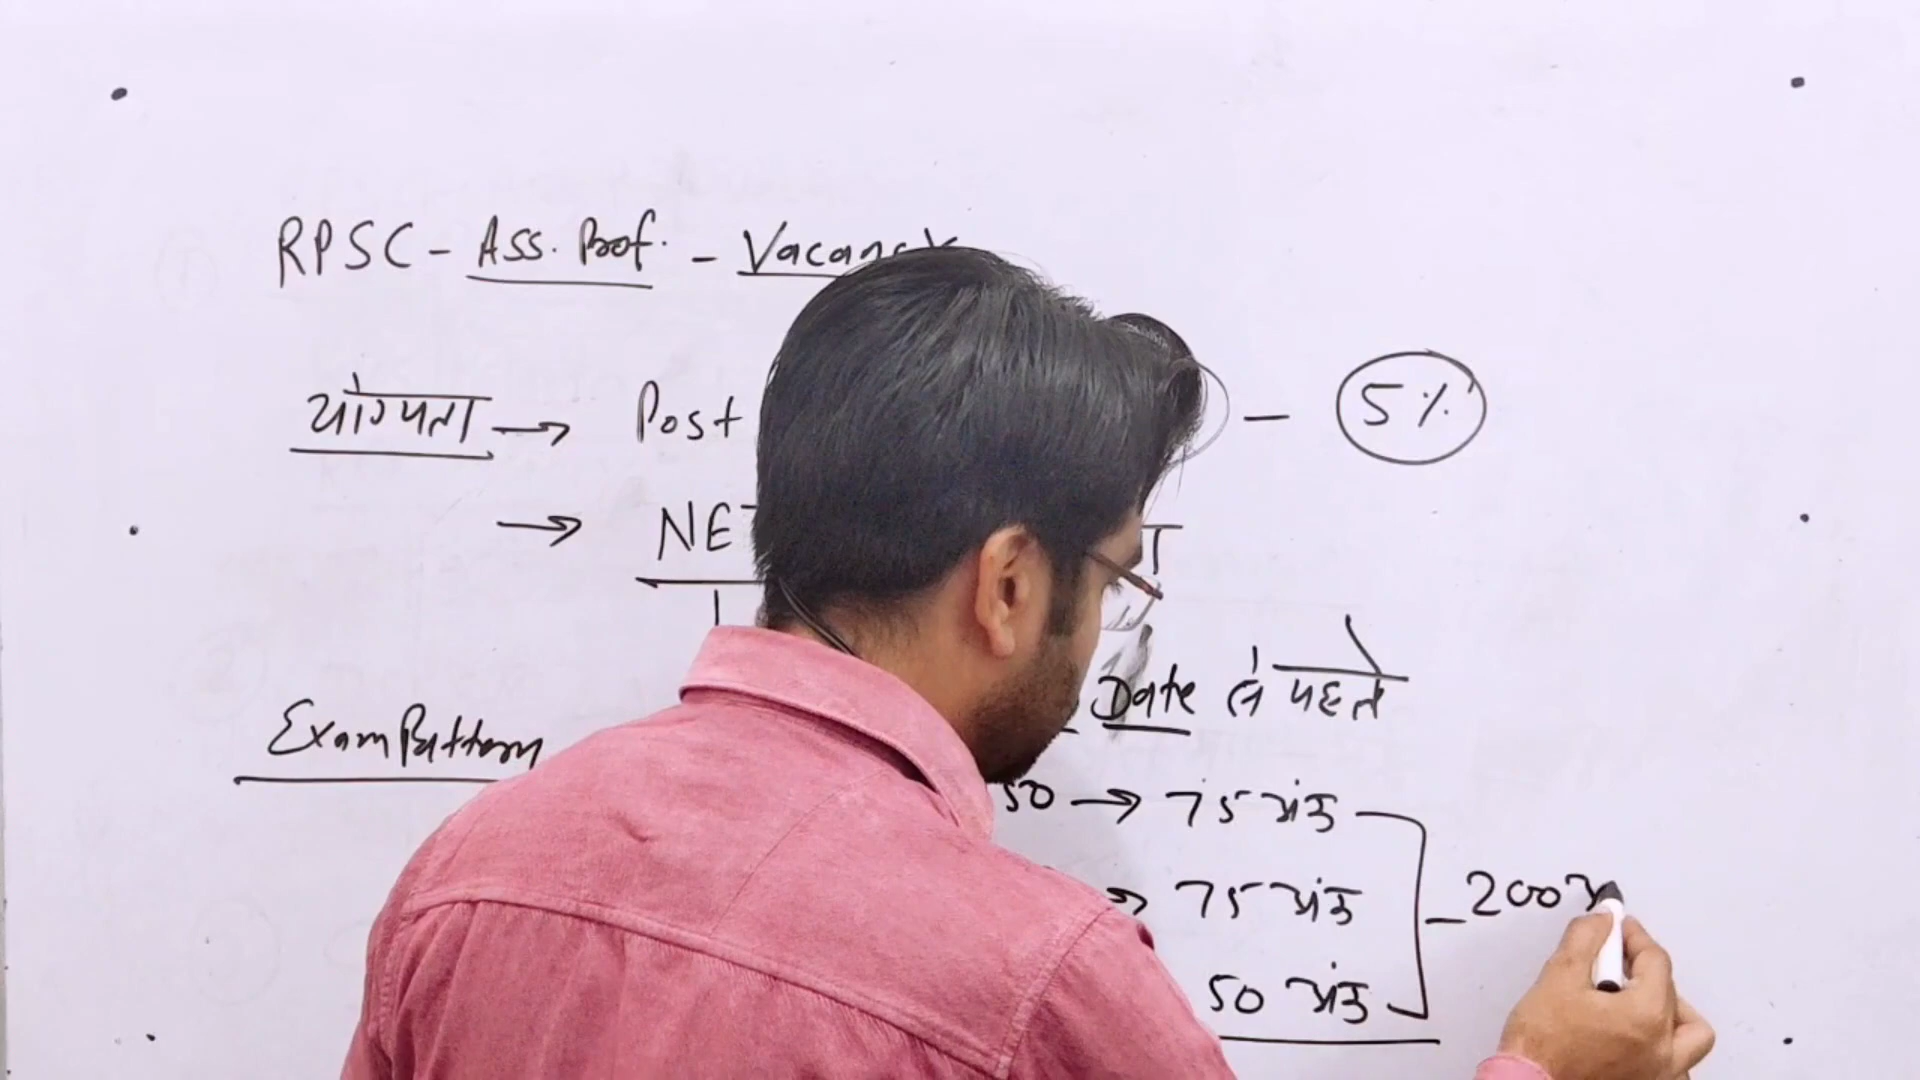 RPSC - Ass. Prof. - Vacancy
योग्यता → Post - 5%
→ NET
Date से पहले
Exam Pattern
50 → 75 अंक
→ 75 अंक - 200
50 अंक